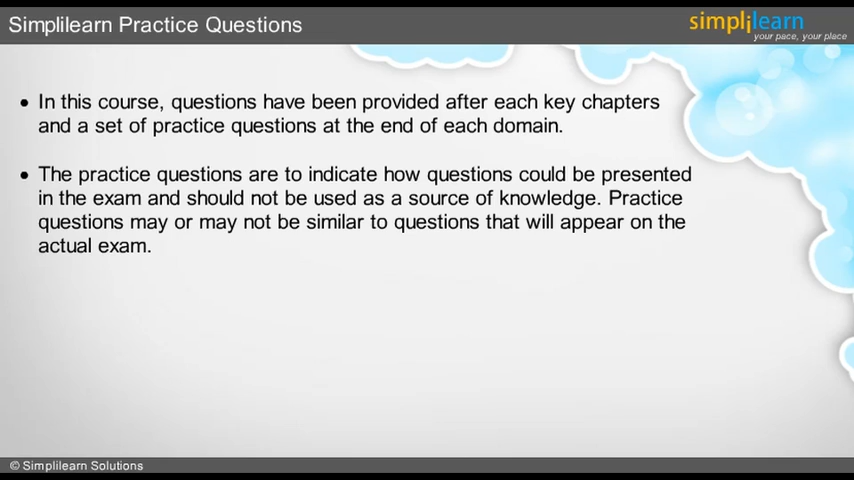 Simplilearn Practice Questions
simplilearn
your pace, your place
• In this course, questions have been provided after each key chapters
and a set of practice questions at the end of each domain.
• The practice questions are to indicate how questions could be presented
in the exam and should not be used as a source of knowledge. Practice
questions may or may not be similar to questions that will appear on the
actual exam.
© Simplilearn Solutions